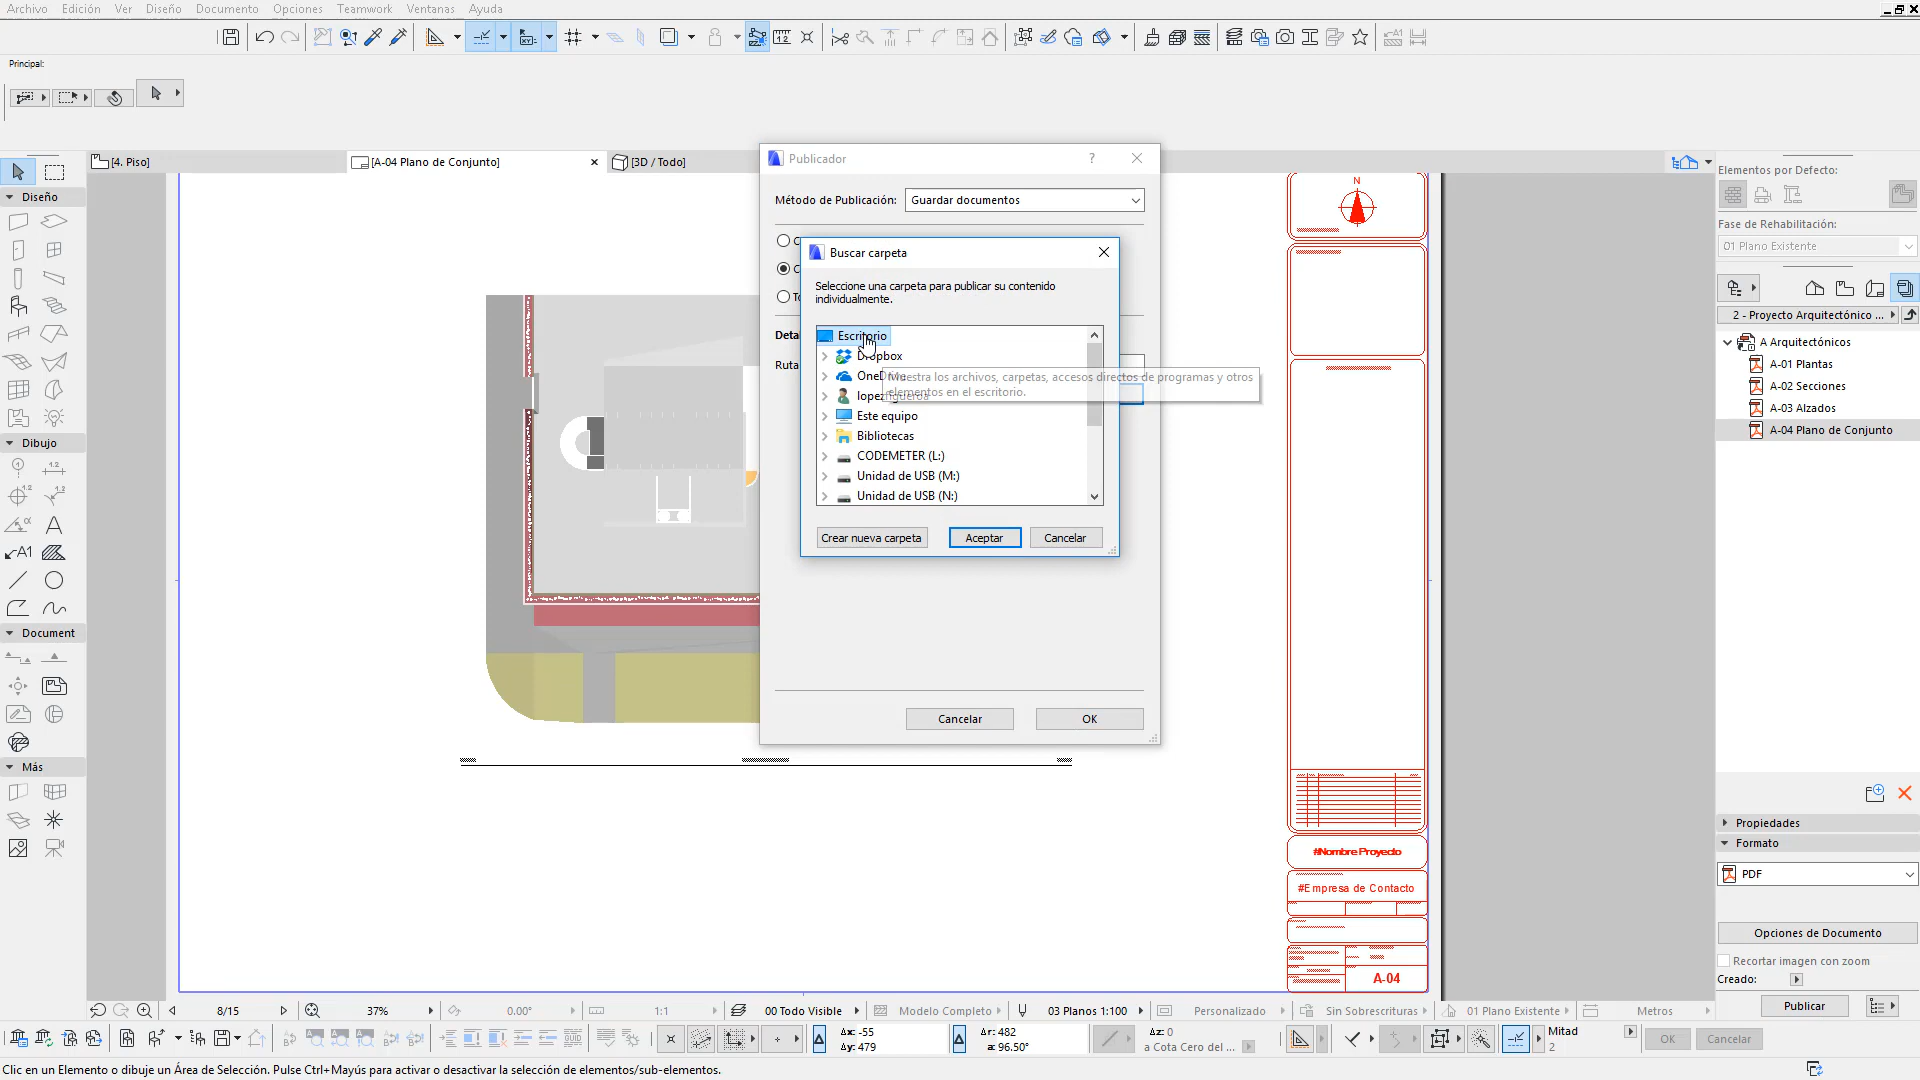 Archivo Edición Ver Diseño Documento Opciones Teamwork Ventanas Ayuda
Principal:
[4. Piso]
[A-04 Plano de Conjunto]
[3D / Todo]
Diseño
Dibujo
Document
Más
Publicador
Método de Publicación: Guardar documentos
Ruta
Buscar carpeta
Seleccione una carpeta para publicar su contenido
individualmente.
Escritorio
Dropbox
Este equipo
Bibliotecas
CODEMETER (L:)
Unidad de USB (M:)
Unidad de USB (N:)
Muestra los archivos, carpetas, accesos directos de programas y otros
elementos en el escritorio.
Crear nueva carpeta Aceptar Cancelar
Cancelar OK
N
#Nombre Proyecto
#Empresa de Contacto
A-04
Elementos por Defecto:
Fase de Rehabilitación:
01 Plano Existente
2 - Proyecto Arquitectónico ...
A Arquitectónicos
A-01 Plantas
A-02 Secciones
A-03 Alzados
A-04 Plano de Conjunto
Propiedades
Formato
PDF
Opciones de Documento
Recortar imagen con zoom
Creado:
Publicar
8/15 37% 0.00° 1:1 00 Todo Visible Modelo Completo 03 Planos 1:100 Personalizado Sin Sobrescrituras 01 Plano Existente Metros
Δx: -55
Δy: 479
Δr: 482
a: 96.50°
Δz: 0
a Cota Cero del ...
Mitad
2
OK Cancelar
Clic en un Elemento o dibuje un Área de Selección. Pulse Ctrl+Mayús para activar o desactivar la selección de elementos/sub-elementos.